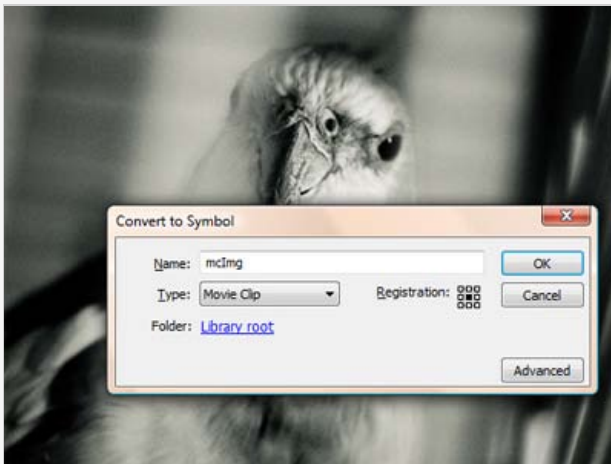 Convert to Symbol
Name: mcImg
OK
Type: Movie Clip
Registration:
Cancel
Folder: Library root
Advanced